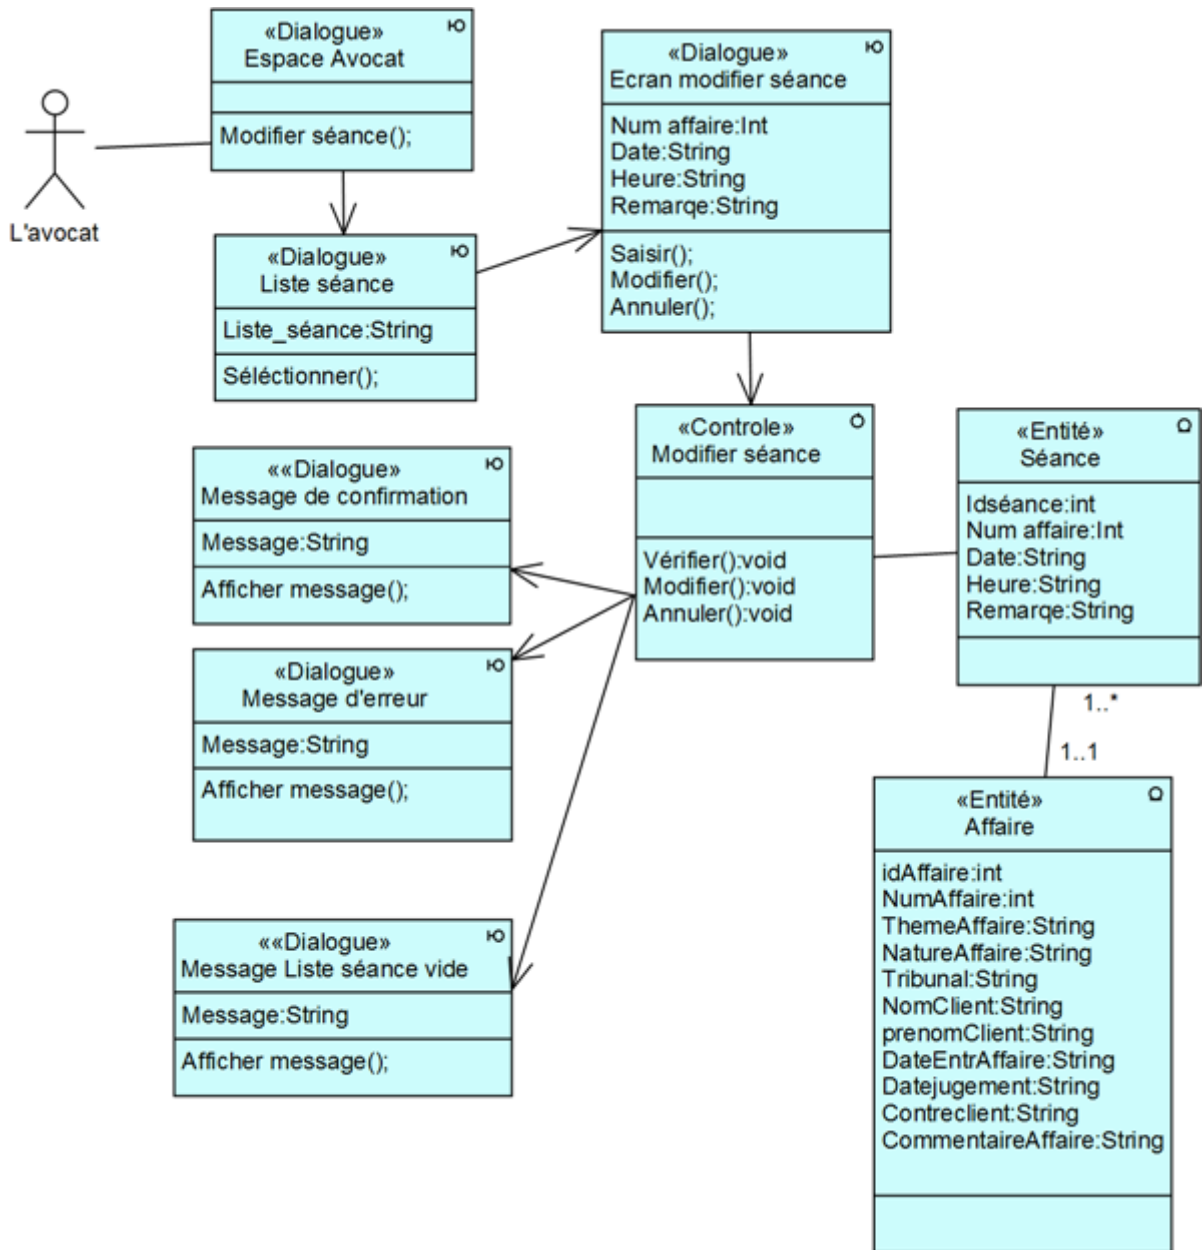 «Dialogue»
Espace Avocat
Modifier séance();
L'avocat
«Dialogue»
Liste séance
Liste_séance:String
Séléctionner();
«Dialogue»
Ecran modifier séance
Num affaire:Int
Date:String
Heure:String
Remarqe:String
Saisir();
Modifier();
Annuler();
«Controle»
Modifier séance
Vérifier():void
Modifier():void
Annuler():void
«Entité»
Séance
Idséance:int
Num affaire:Int
Date:String
Heure:String
Remarqe:String
1..*
1..1
««Dialogue»
Message de confirmation
Message:String
Afficher message();
«Dialogue»
Message d'erreur
Message:String
Afficher message();
««Dialogue»
Message Liste séance vide
Message:String
Afficher message();
«Entité»
Affaire
idAffaire:int
NumAffaire:int
ThemeAffaire:String
NatureAffaire:String
Tribunal:String
NomClient:String
prenomClient:String
DateEntrAffaire:String
Datejugement:String
Contreclient:String
CommentaireAffaire:String